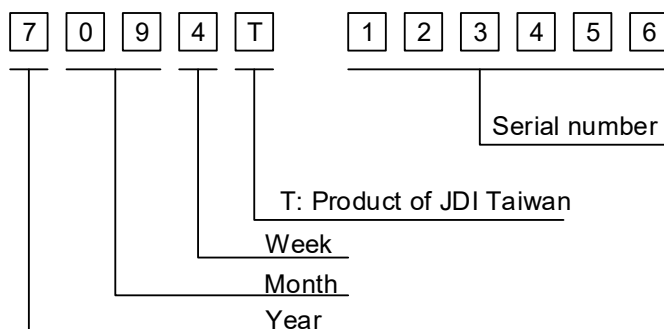 7 0 9 4 T 1 2 3 4 5 6
Serial number
T: Product of JDI Taiwan
Week
Month
Year